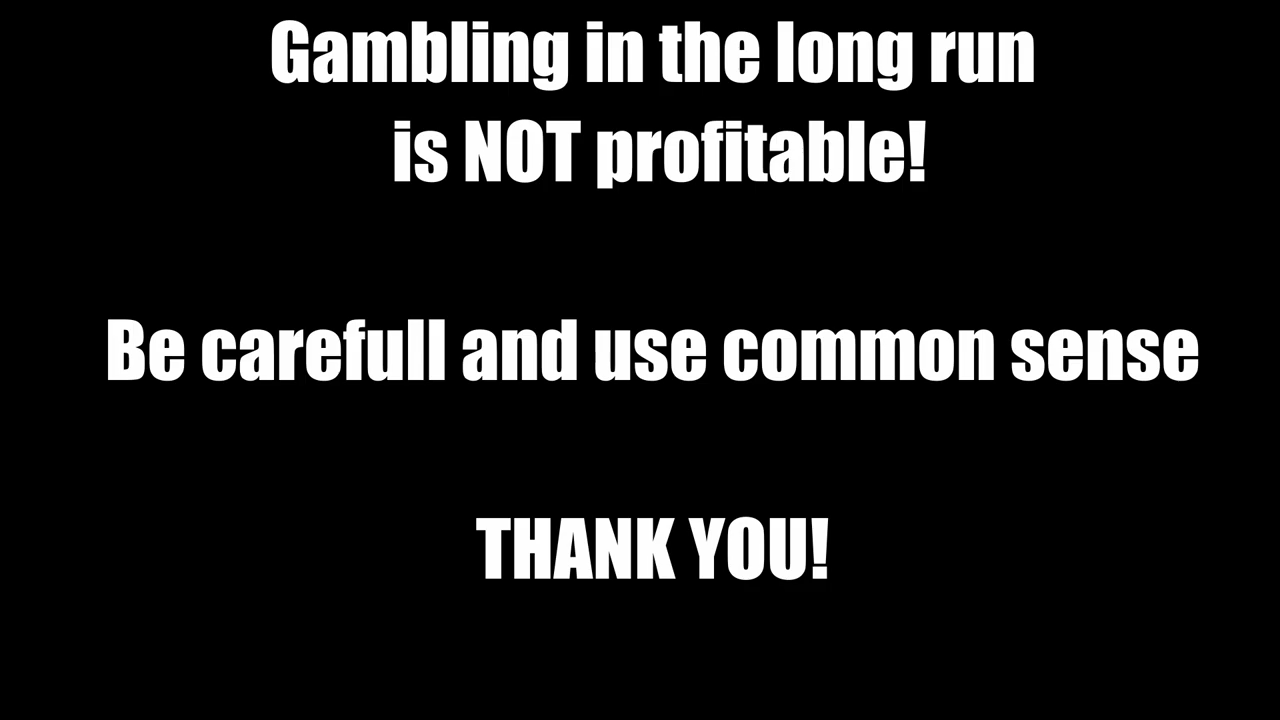 Gambling in the long run
is NOT profitable!
Be carefull and use common sense
THANK YOU!